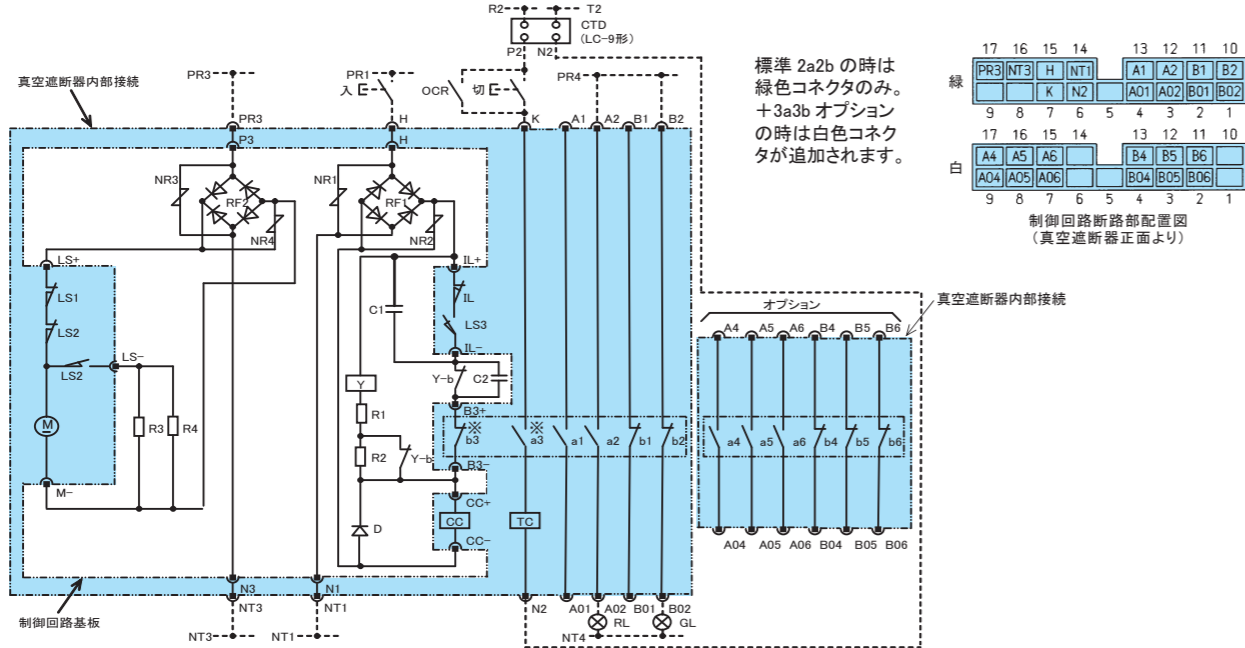 R2 T2
CTD
(LC-9形)
P2 N2
真空遮断器内部接続
PR3 PR1 入 OCR 切 PR4
PR3 H K A1 A2 B1 B2
P3 H
NR3 RF2 NR4 NR1 RF1 NR2
LS+ IL+
LS1 C1 IL
LS2 LS3
LS2 LS- IL-
Y Y-b C2
M R3 R4 R1 B3+
※ ※
b3 a3 a1 a2 b1 b2
R2 Y-b B3-
M- CC+
D CC TC
CC-
N3 N1
NT3 NT1 N2 A01 A02 B01 B02
RL GL
制御回路基板
NT3 NT1 NT4
オプション
真空遮断器内部接続
A4 A5 A6 B4 B5 B6
a4 a5 a6 b4 b5 b6
A04 A05 A06 B04 B05 B06
標準 2a2b の時は
緑色コネクタのみ。
+3a3b オプション
の時は白色コネク
タが追加されます。
17 16 15 14 13 12 11 10
緑
PR3 NT3 H NT1 A1 A2 B1 B2
K N2 A01 A02 B01 B02
9 8 7 6 5 4 3 2 1
17 16 15 14 13 12 11 10
白
A4 A5 A6 B4 B5 B6
A04 A05 A06 B04 B05 B06
9 8 7 6 5 4 3 2 1
制御回路断路部配置図
(真空遮断器正面より)